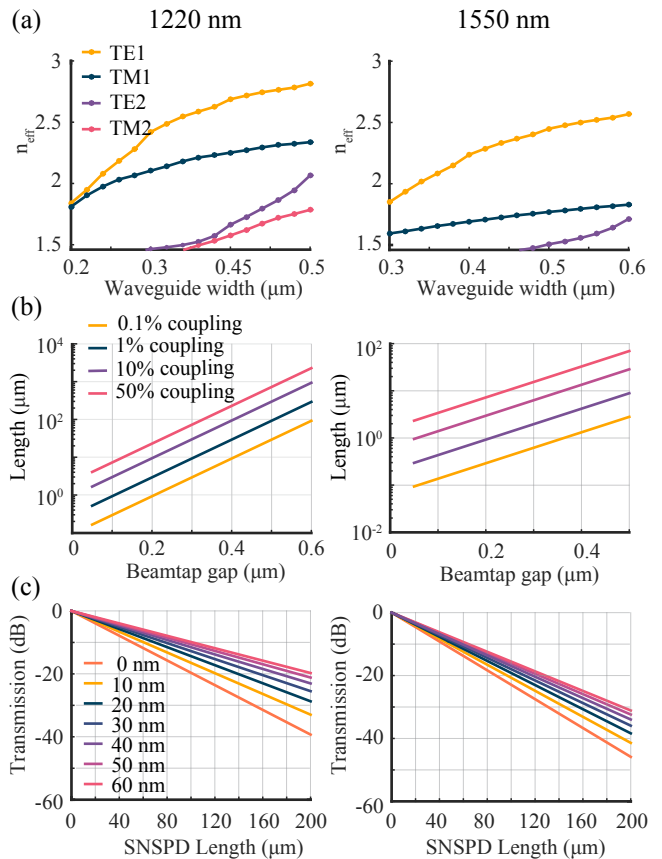 (a)
1220 nm
1550 nm
TE1
TM1
TE2
TM2
n_eff
3
2.5
2
1.5
0.2
0.3
0.45
0.5
Waveguide width (μm)
n_eff
3
2.5
2
1.5
0.3
0.4
0.5
0.6
Waveguide width (μm)
(b)
0.1% coupling
1% coupling
10% coupling
50% coupling
Length (μm)
10^4
10^2
10^0
0
0.2
0.4
0.6
Beamtap gap (μm)
Length (μm)
10^2
10^0
10^-2
0
0.2
0.4
Beamtap gap (μm)
(c)
Transmission (dB)
0
-20
-40
-60
0 nm
10 nm
20 nm
30 nm
40 nm
50 nm
60 nm
0 40 80 120 160 200
SNSPD Length (μm)
Transmission (dB)
0
-20
-40
-60
0 40 80 120 160 200
SNSPD Length (μm)